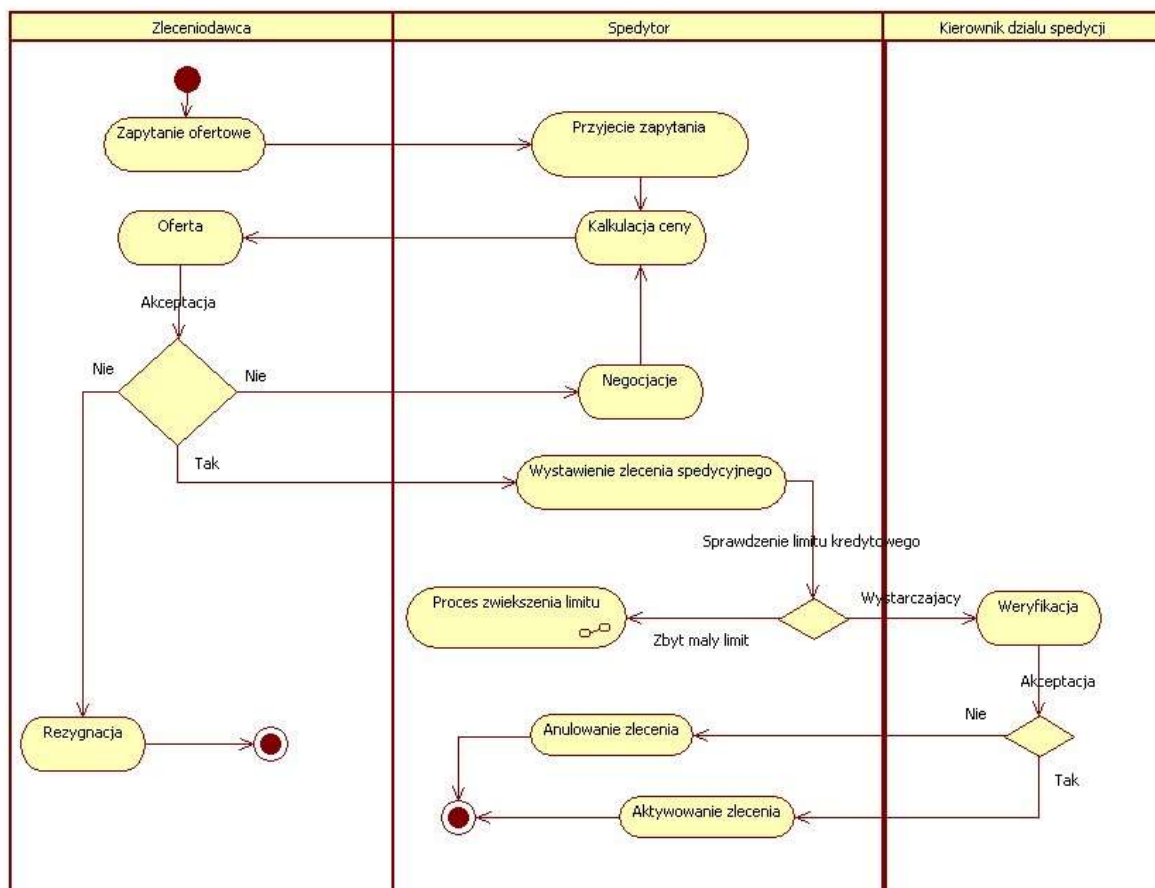 Zleceniodawca
Spedytor
Kierownik dzialu spedycji
Zapytanie ofertowe
Przyjecie zapytania
Oferta
Kalkulacja ceny
Akceptacja
Nie
Nie
Negocjacje
Tak
Wystawienie zlecenia spedycyjnego
Sprawdzenie limitu kredytowego
Proces zwiekszenia limitu
Wystarczajacy
Weryfikacja
Zbyt maly limit
Akceptacja
Rezygnacja
Anulowanie zlecenia
Nie
Tak
Aktywowanie zlecenia